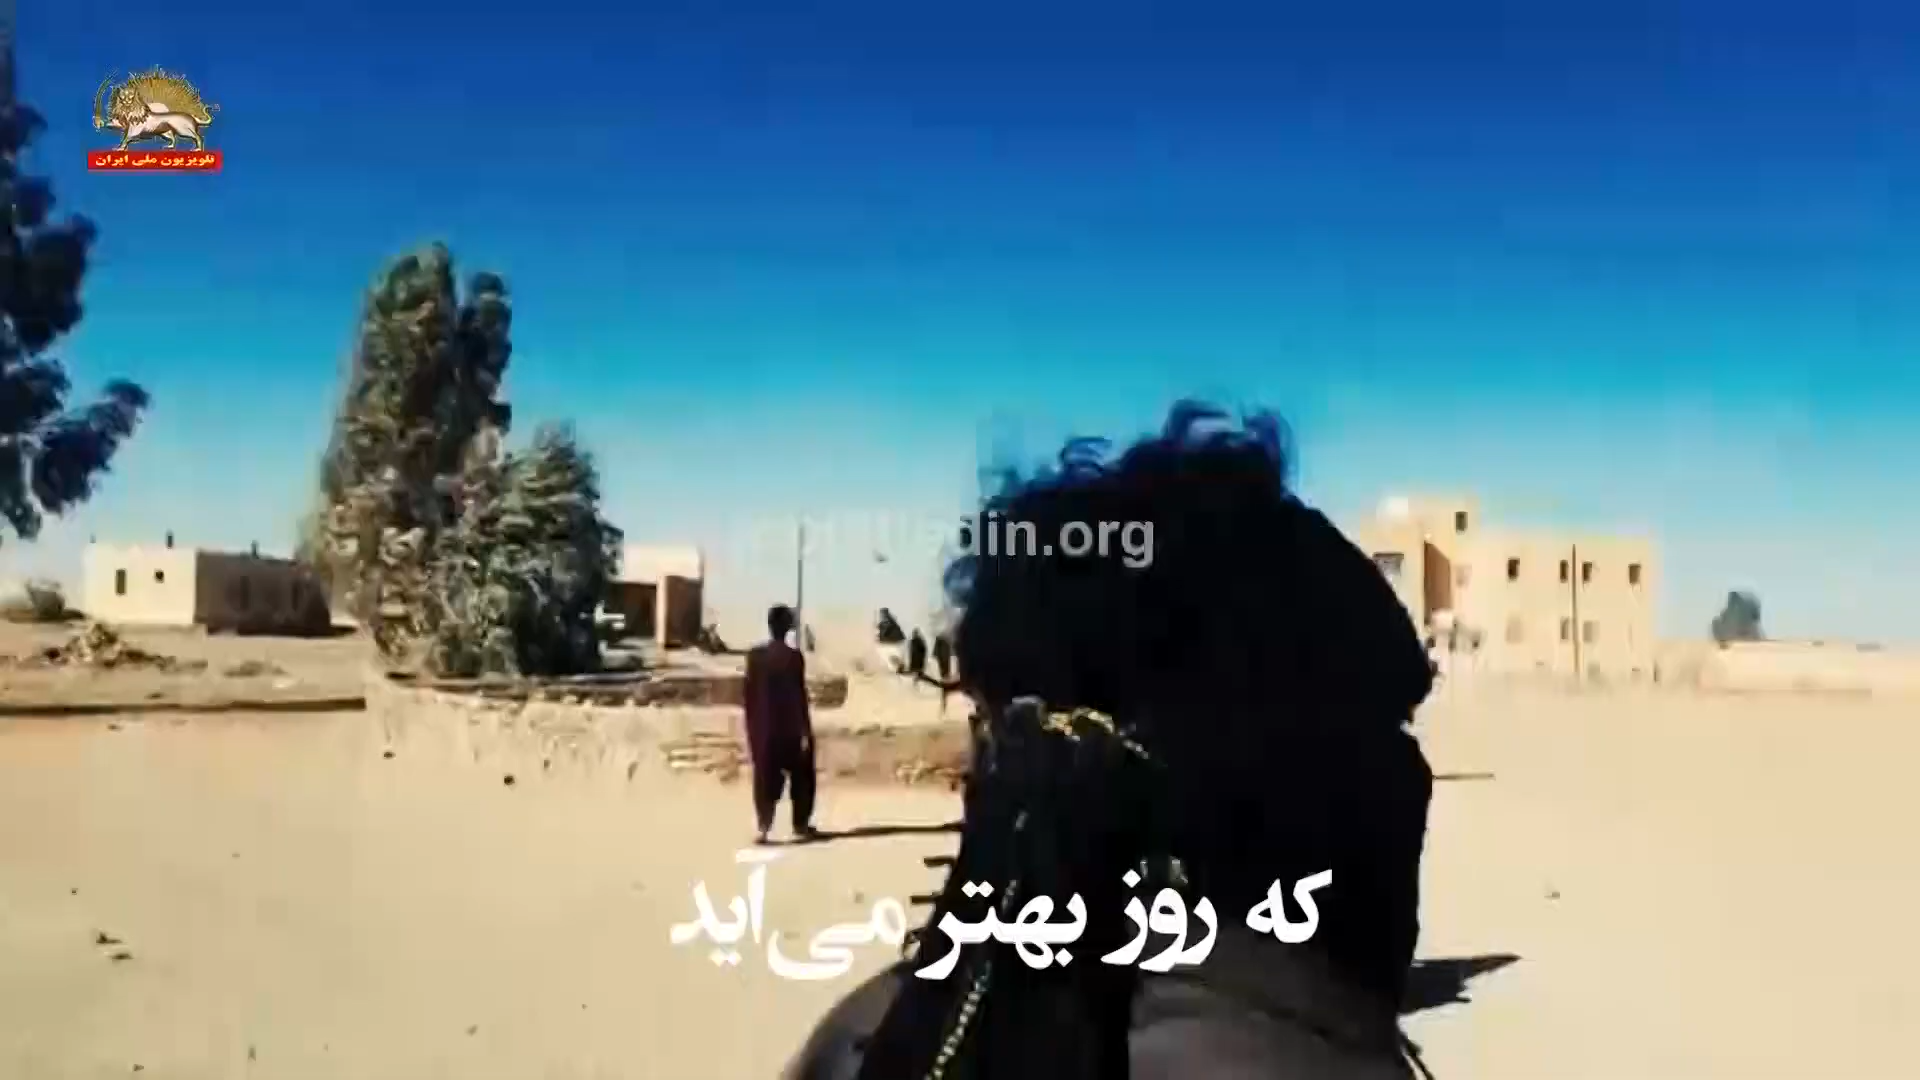 تلویزیون ملی ایران
که روز بهتر می‌آید